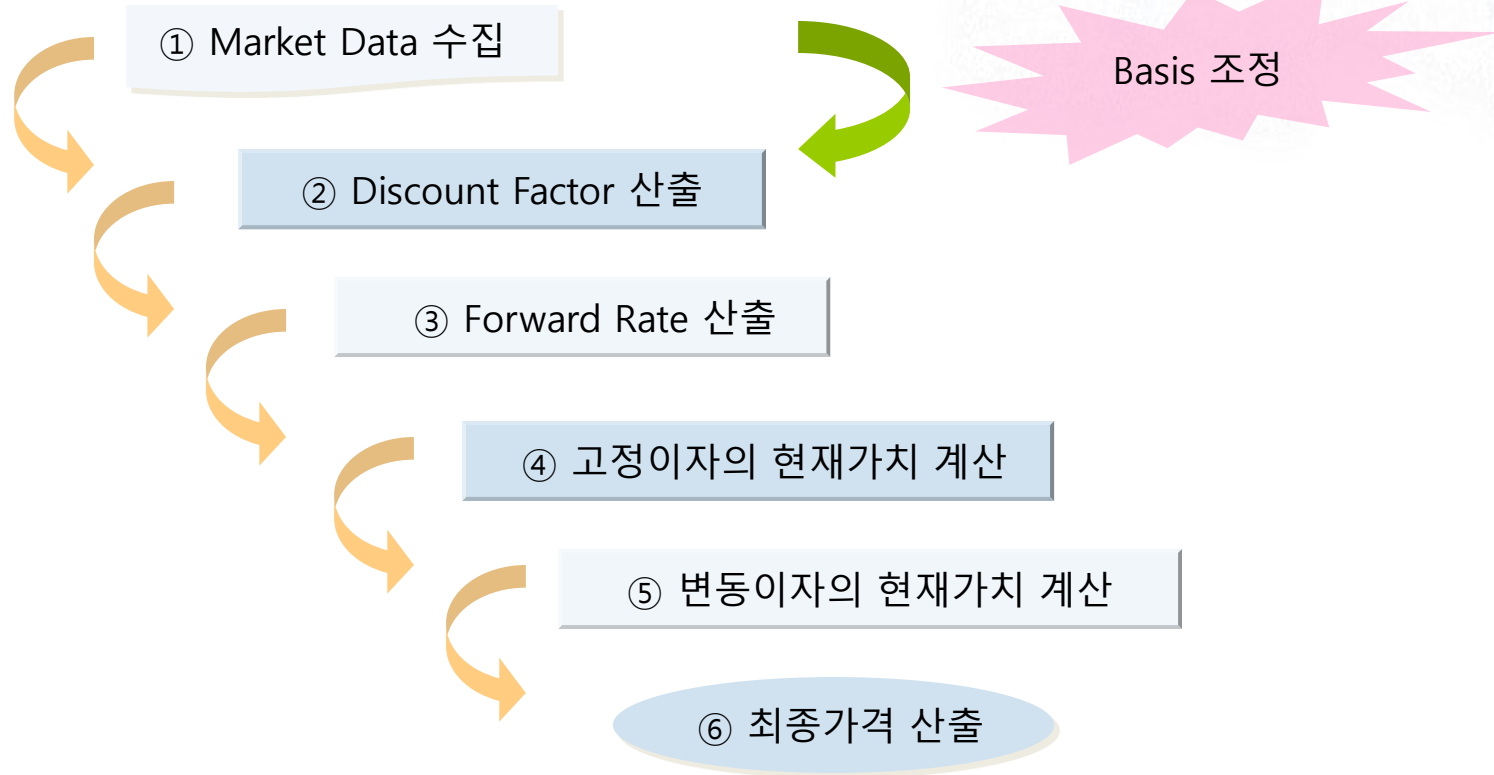 ① Market Data 수집
Basis 조정
② Discount Factor 산출
③ Forward Rate 산출
④ 고정이자의 현재가치 계산
⑤ 변동이자의 현재가치 계산
⑥ 최종가격 산출